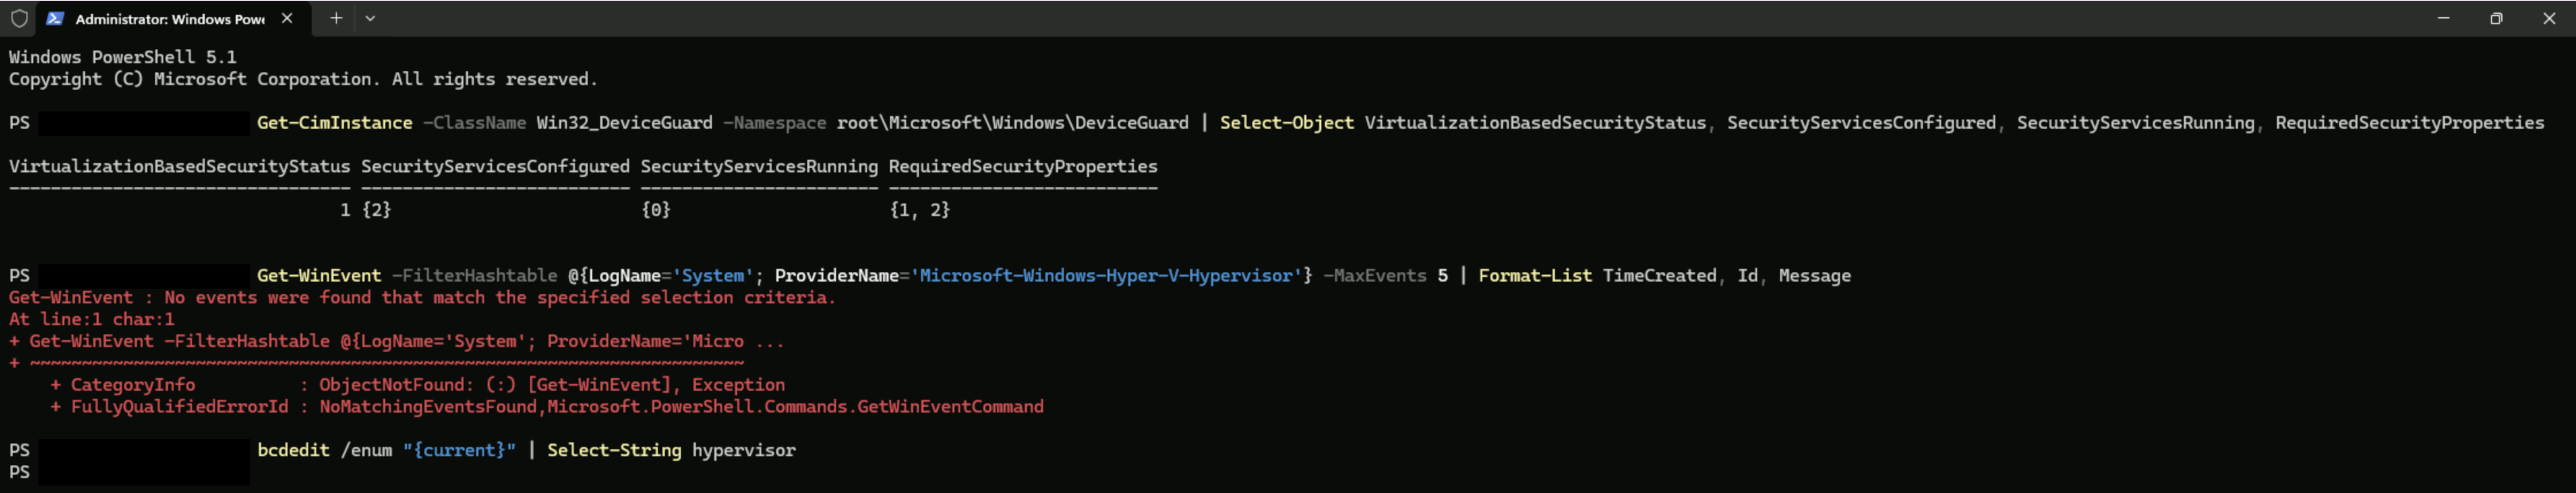 Administrator: Windows Powe
Windows PowerShell 5.1
Copyright (C) Microsoft Corporation. All rights reserved.
PS Get-CimInstance -ClassName Win32_DeviceGuard -Namespace root\Microsoft\Windows\DeviceGuard | Select-Object VirtualizationBasedSecurityStatus, SecurityServicesConfigured, SecurityServicesRunning, RequiredSecurityProperties
VirtualizationBasedSecurityStatus SecurityServicesConfigured SecurityServicesRunning RequiredSecurityProperties
--------------------------------- -------------------------- ----------------------- --------------------------
1 {2} {0} {1, 2}
PS Get-WinEvent -FilterHashtable @{LogName='System'; ProviderName='Microsoft-Windows-Hyper-V-Hypervisor'} -MaxEvents 5 | Format-List TimeCreated, Id, Message
Get-WinEvent : No events were found that match the specified selection criteria.
At line:1 char:1
+ Get-WinEvent -FilterHashtable @{LogName='System'; ProviderName='Micro ...
+ ~~~~~~~~~~~~~~~~~~~~~~~~~~~~~~~~~~~~~~~~~~~~~~~~~~~~~~~~~~~~~~~~~~~~~
+ CategoryInfo : ObjectNotFound: (:) [Get-WinEvent], Exception
+ FullyQualifiedErrorId : NoMatchingEventsFound,Microsoft.PowerShell.Commands.GetWinEventCommand
PS bcdedit /enum "{current}" | Select-String hypervisor
PS